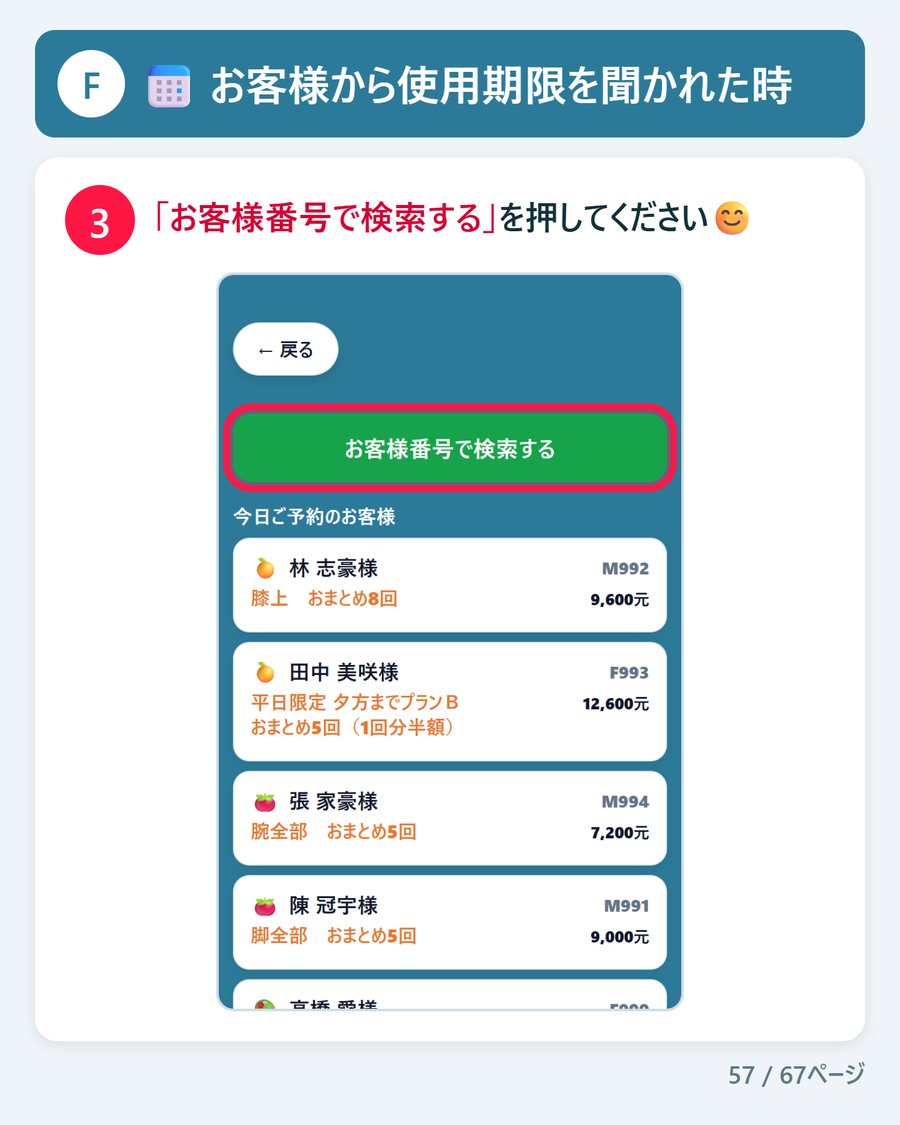 F お客様から使用期限を聞かれた時
3 「お客様番号で検索する」を押してください
← 戻る
お客様番号で検索する
今日ご予約のお客様
林 志豪様 M992
膝上 おまとめ8回 9,600元
田中 美咲様 F993
平日限定 夕方までプランB 12,600元
おまとめ5回（1回分半額）
張 家豪様 M994
腕全部 おまとめ5回 7,200元
陳 冠宇様 M991
脚全部 おまとめ5回 9,000元
高橋 愛様
57 / 67ページ